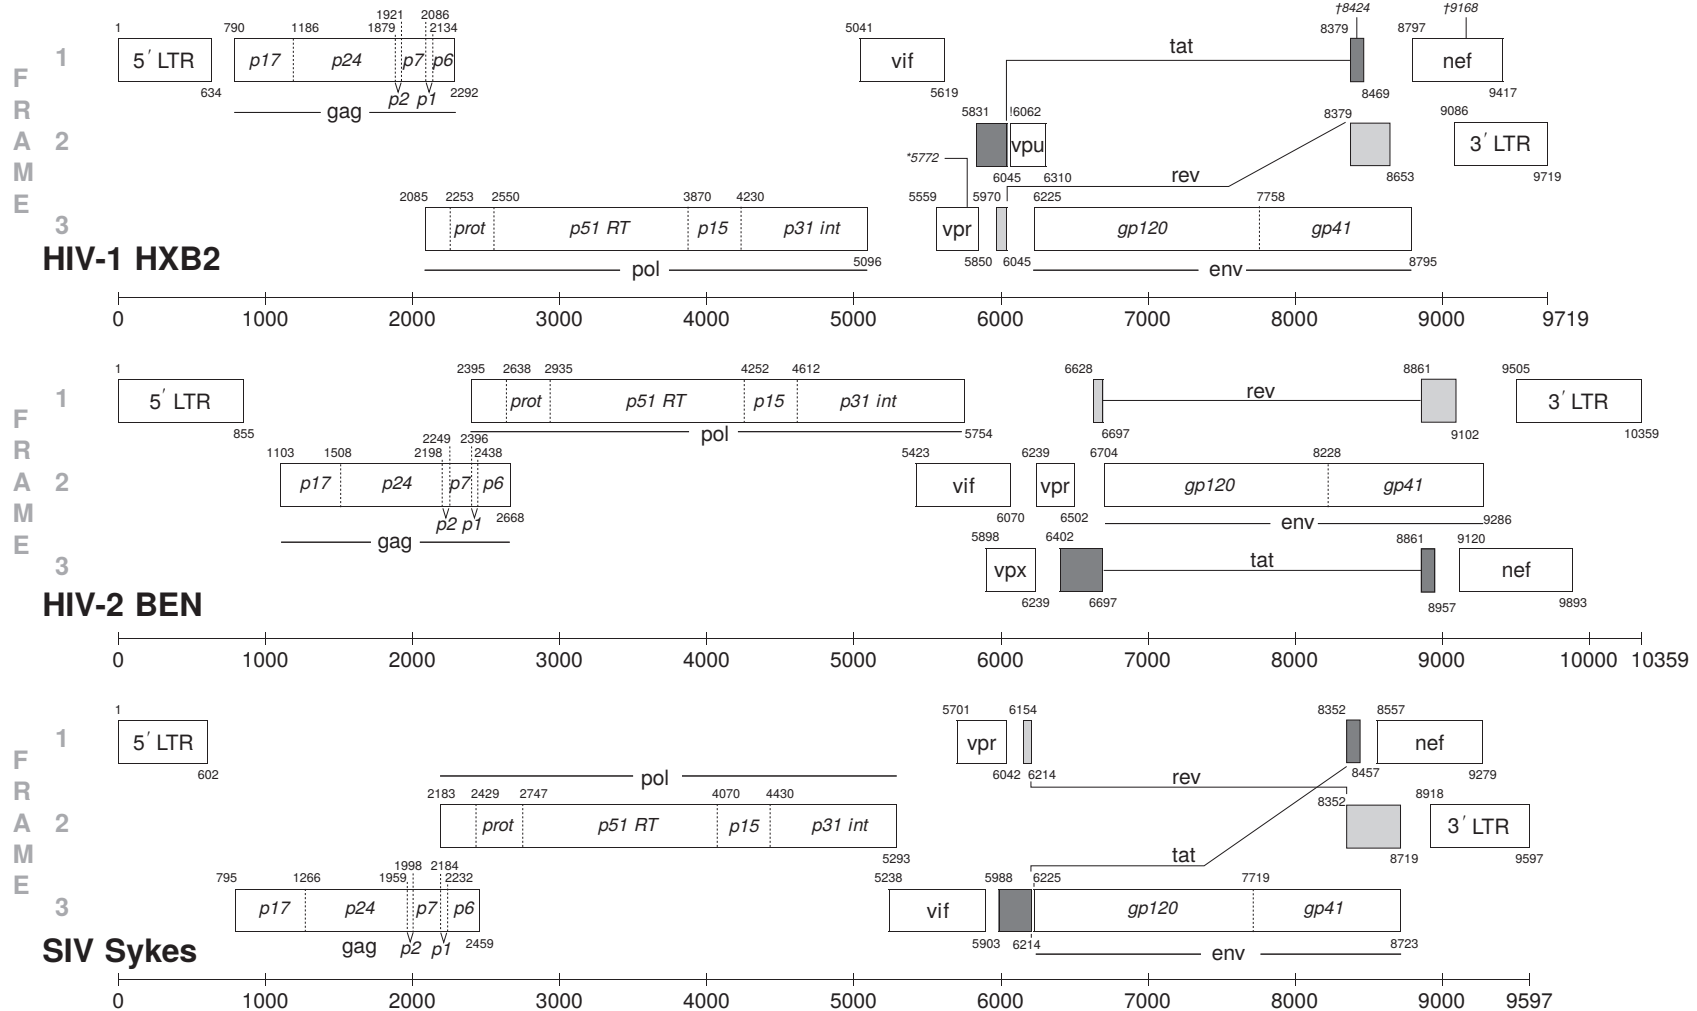 1921 2086 †8424 †9168
1 790 1186 1879 2134 5041 8379 8797
1 5′ LTR p17 p24 p7 p6 vif tat nef
634 p2 p1 2292 5619 8469 9417
gag
5831 !6062 8379 9086
2 vpu 3′ LTR
*5772
6045 6310 rev 8653 9719
2085 2253 2550 3870 4230 5559 5970 6225 7758
3 prot p51 RT p15 p31 int vpr gp120 gp41
5096 5850 6045 8795
pol env
FRAME
HIV-1 HXB2
0 1000 2000 3000 4000 5000 6000 7000 8000 9000 9719
1 2395 2638 2935 4252 4612 6628 8861 9505
1 5′ LTR prot p51 RT p15 p31 int rev 3′ LTR
855 pol 5754 6697 9102 10359
2249 2396
1103 1508 2198 2438 5423 6239 6704 8228
2 p17 p24 p7 p6 vif vpr gp120 gp41
p2 p1 2668 6070 6502 env 9286
gag
5898 6402 8861 9120
3 vpx tat nef
6239 6697 8957 9893
FRAME
HIV-2 BEN
0 1000 2000 3000 4000 5000 6000 7000 8000 9000 10000 10359
1 5701 6154 8352 8557
1 5′ LTR vpr nef
602 6042 6214 rev 8457 9279
pol
2183 2429 2747 4070 4430 8352 8918
2 prot p51 RT p15 p31 int 3′ LTR
5293 tat 8719 9597
1998 2184
795 1266 1959 2232 5238 5988 6225 7719
3 p17 p24 p7 p6 vif gp120 gp41
gag p2 p1 2459 5903 6214 env 8723
FRAME
SIV Sykes
0 1000 2000 3000 4000 5000 6000 7000 8000 9000 9597